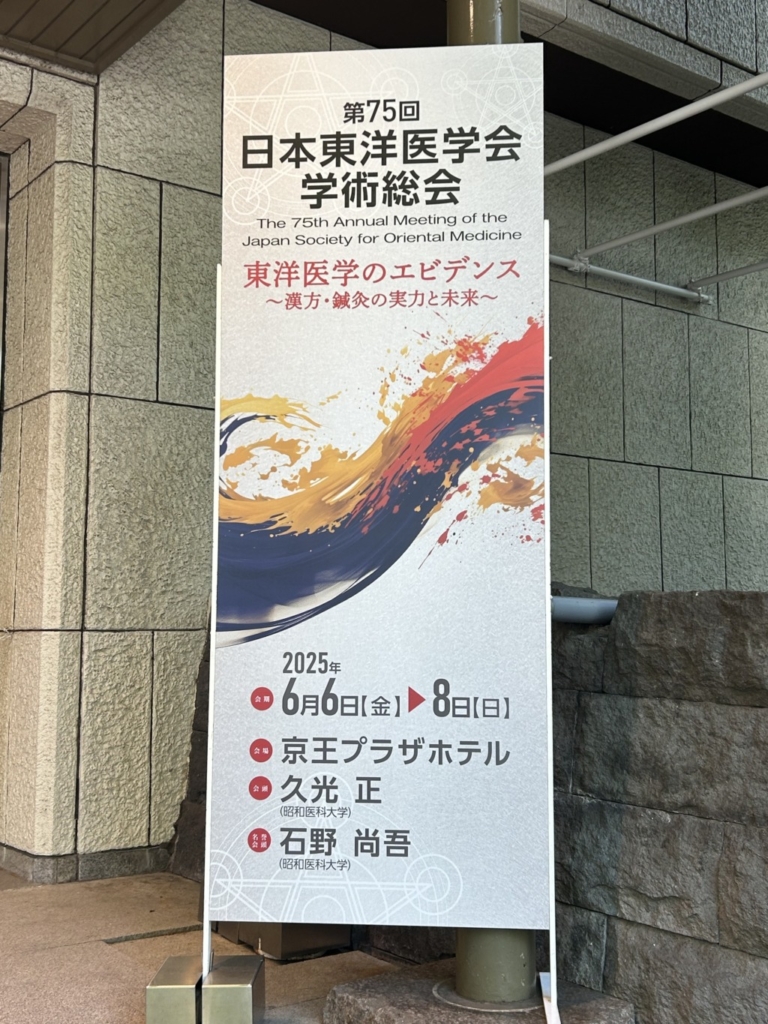 第75回
日本東洋医学会
学術総会
The 75th Annual Meeting of the
Japan Society for Oriental Medicine
東洋医学のエビデンス
〜漢方・鍼灸の実力と未来〜
2025年
会期 6月6日[金]▶8日[日]
会場 京王プラザホテル
会頭 久光 正
(昭和医科大学)
名誉会頭 石野 尚吾
(昭和医科大学)